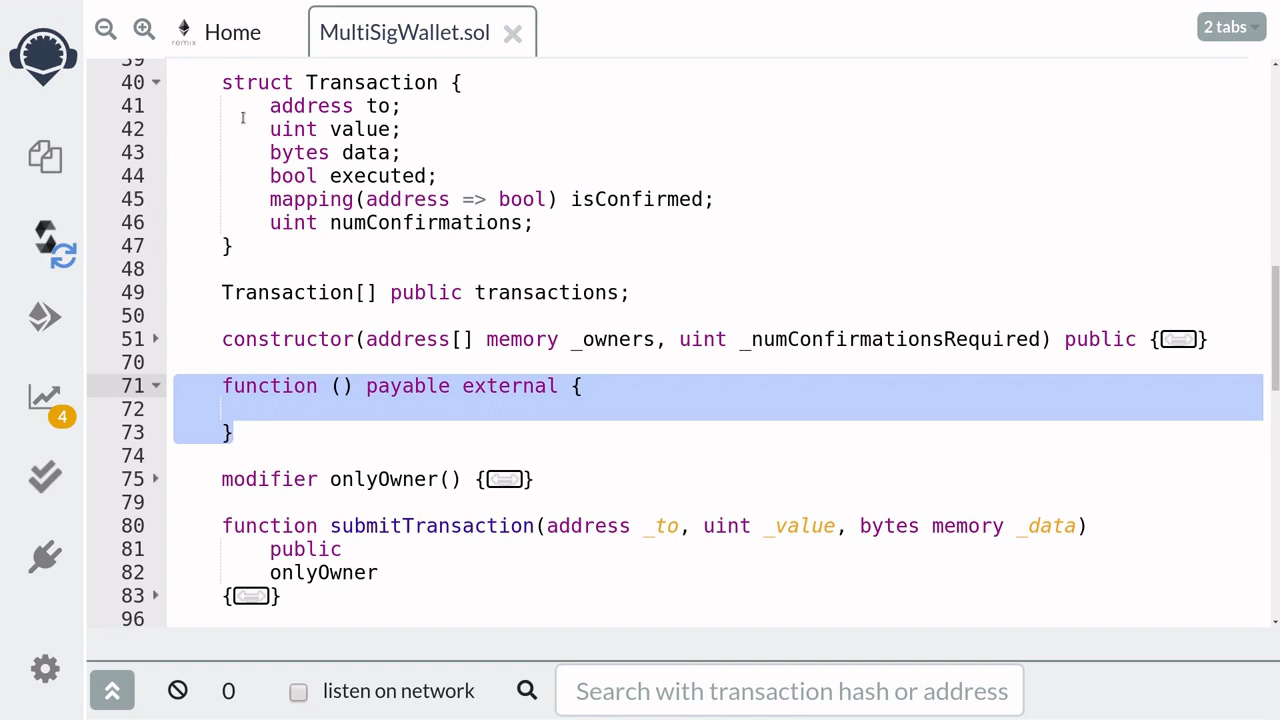 remix
Home
MultiSigWallet.sol
2 tabs
39
40 struct Transaction {
41 address to;
42 uint value;
43 bytes data;
44 bool executed;
45 mapping(address => bool) isConfirmed;
46 uint numConfirmations;
47 }
48
49 Transaction[] public transactions;
50
51 constructor(address[] memory _owners, uint _numConfirmationsRequired) public {}
70
71 function () payable external {
72
73 }
74
75 modifier onlyOwner() {}
79
80 function submitTransaction(address _to, uint _value, bytes memory _data)
81 public
82 onlyOwner
83 {}
96
4
0 listen on network Search with transaction hash or address